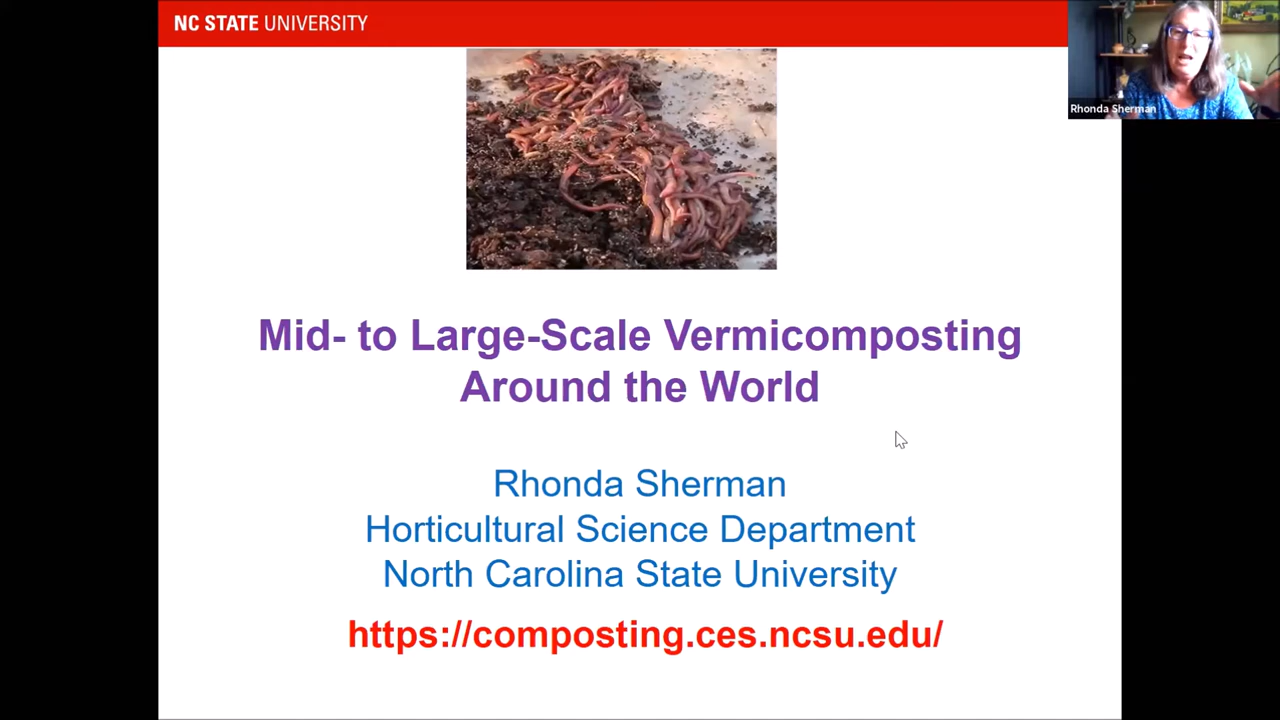 NC STATE UNIVERSITY
Rhonda Sherman
Mid- to Large-Scale Vermicomposting
Around the World
Rhonda Sherman
Horticultural Science Department
North Carolina State University
https://composting.ces.ncsu.edu/